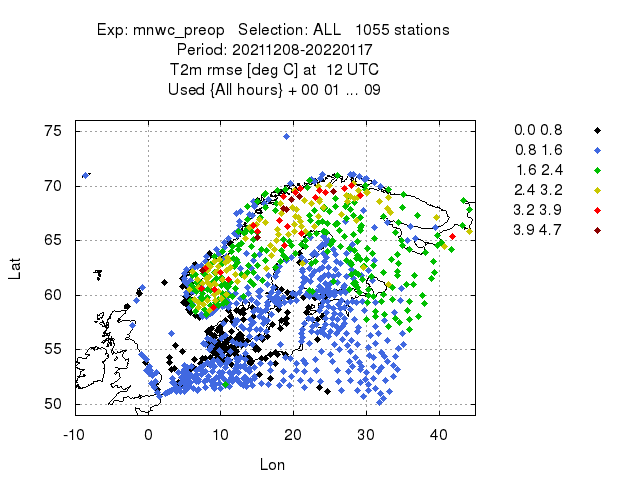 Exp: mnwc_preop   Selection: ALL   1055 stations
Period: 20211208-20220117
T2m rmse [deg C] at  12 UTC
Used {All hours} + 00 01 ... 09
0.0 0.8
0.8 1.6
1.6 2.4
2.4 3.2
3.2 3.9
3.9 4.7
75
70
65
60
55
50
Lat
-10 0 10 20 30 40
Lon